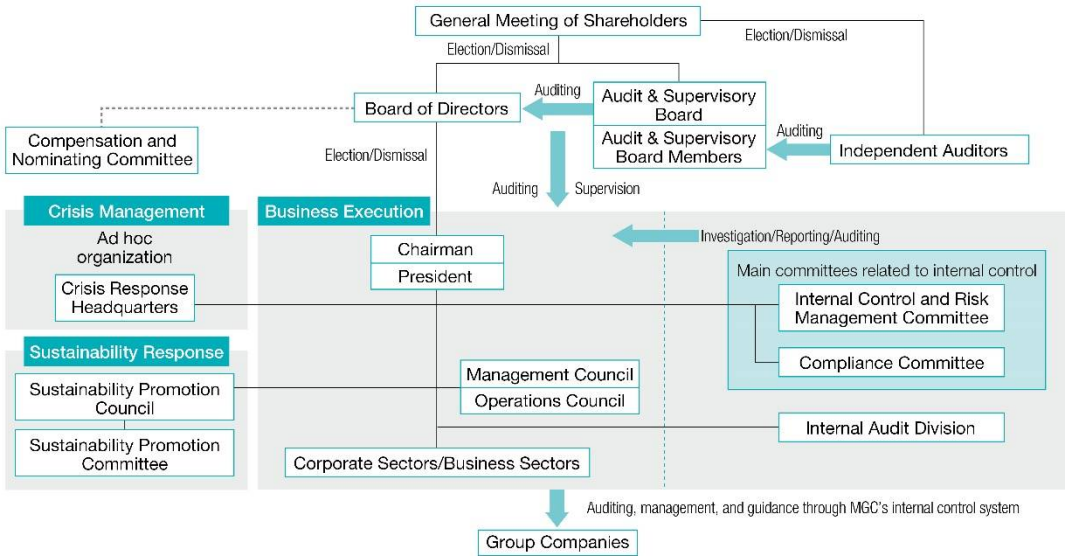 General Meeting of Shareholders
Election/Dismissal
Election/Dismissal
Board of Directors
Auditing
Audit & Supervisory
Board
Audit & Supervisory
Board Members
Auditing
Independent Auditors
Compensation and
Nominating Committee
Election/Dismissal
Auditing
Supervision
Crisis Management
Ad hoc
organization
Crisis Response
Headquarters
Business Execution
Chairman
President
Investigation/Reporting/Auditing
Main committees related to internal control
Internal Control and Risk
Management Committee
Compliance Committee
Sustainability Response
Sustainability Promotion
Council
Sustainability Promotion
Committee
Management Council
Operations Council
Internal Audit Division
Corporate Sectors/Business Sectors
Auditing, management, and guidance through MGC's internal control system
Group Companies